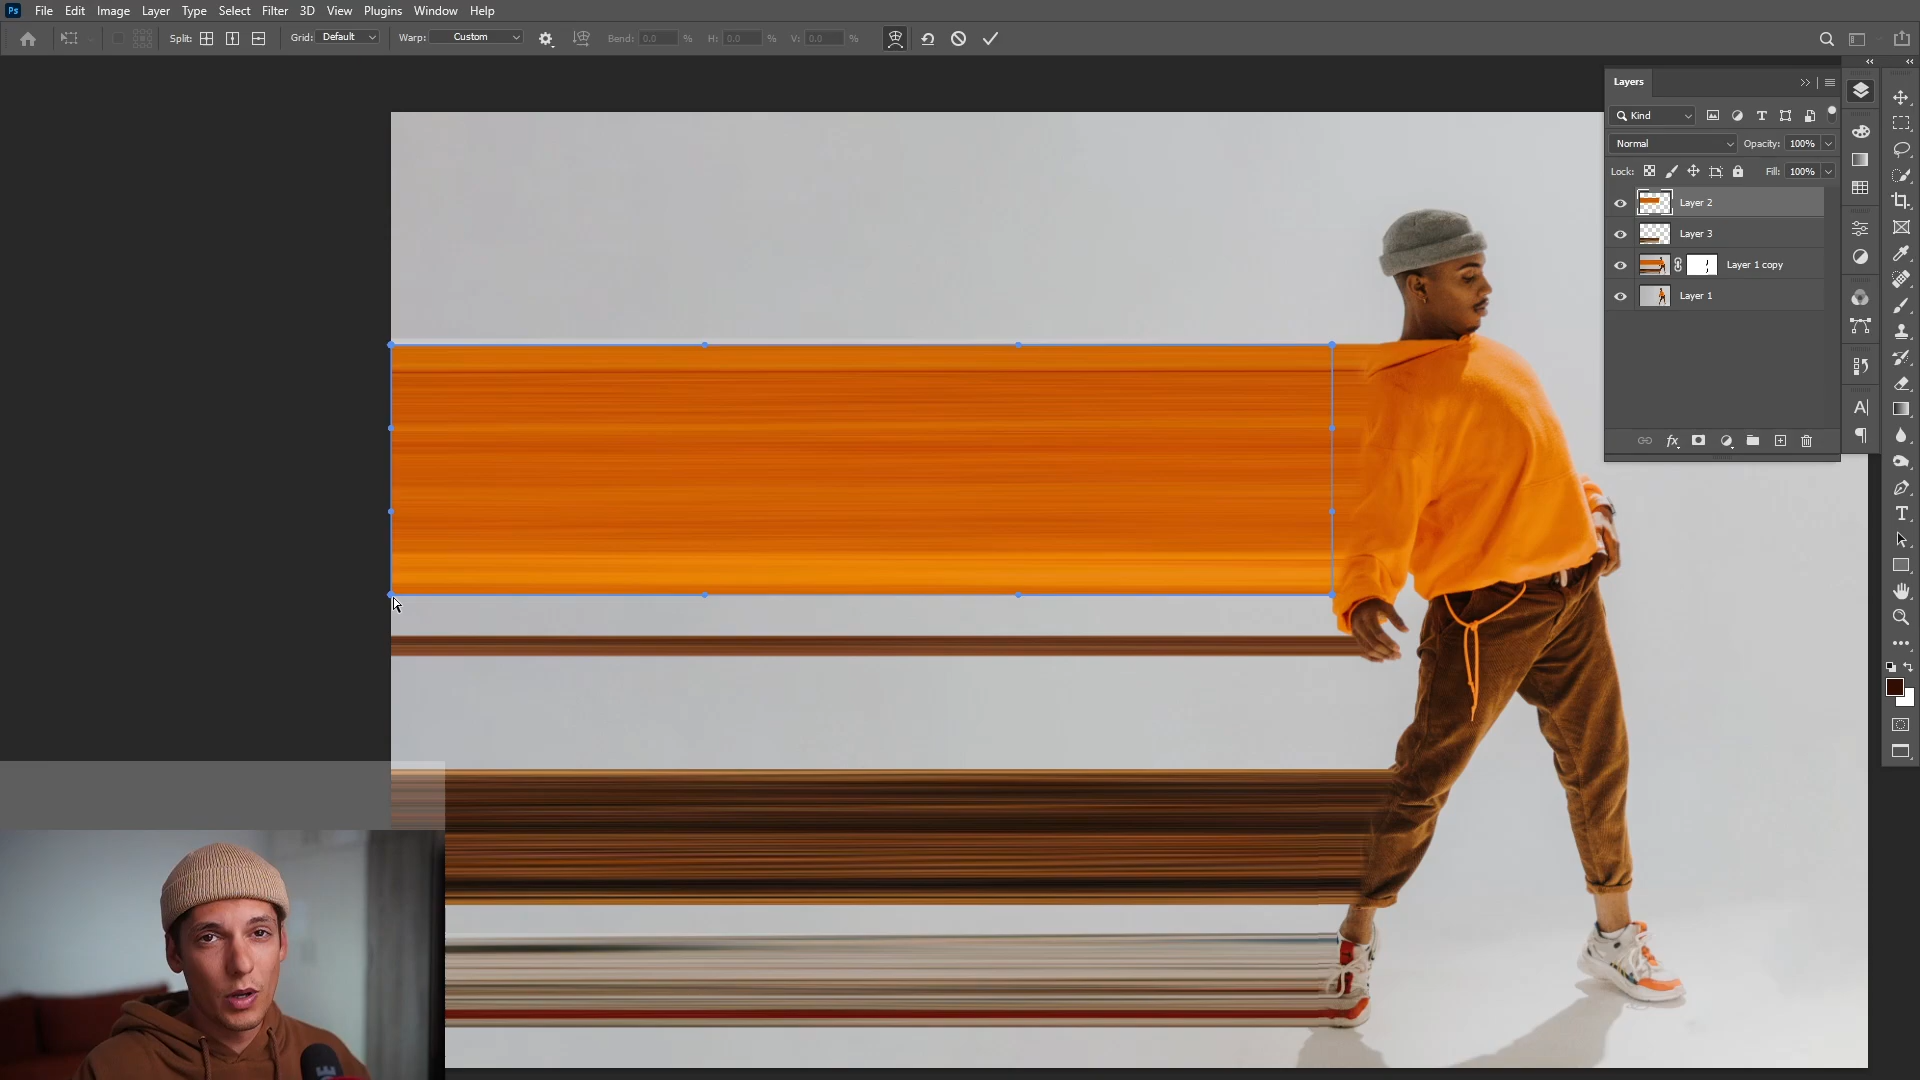 Ps File Edit Image Layer Type Select Filter 3D View Plugins Window Help
Split: Grid: Default Warp: Custom Bend: 0.0 % H: 0.0 % V: 0.0 %
Layers
Kind
Normal Opacity: 100%
Lock: Fill: 100%
Layer 2
Layer 3
Layer 1 copy
Layer 1
fx